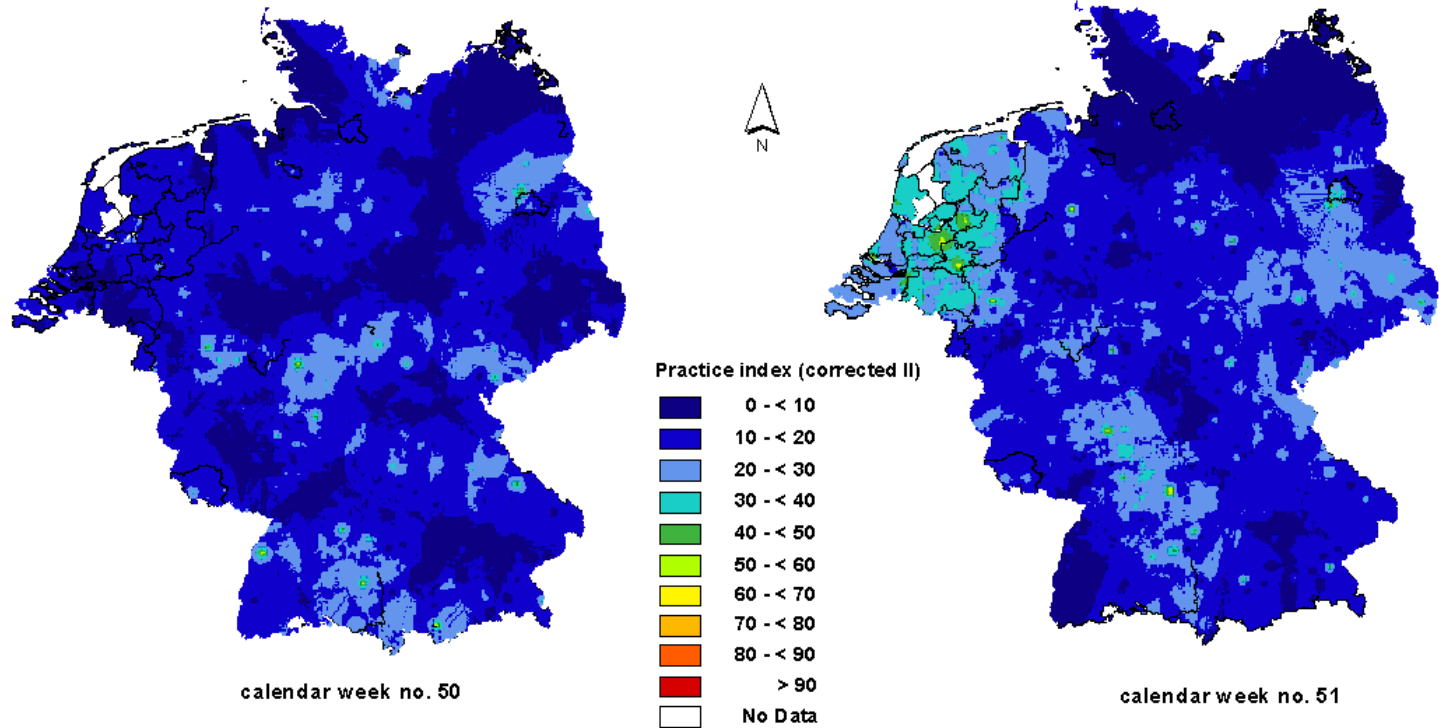 N
Practice index (corrected II)
0 - < 10
10 - < 20
20 - < 30
30 - < 40
40 - < 50
50 - < 60
60 - < 70
70 - < 80
80 - < 90
> 90
No Data
calendar week no. 50
calendar week no. 51